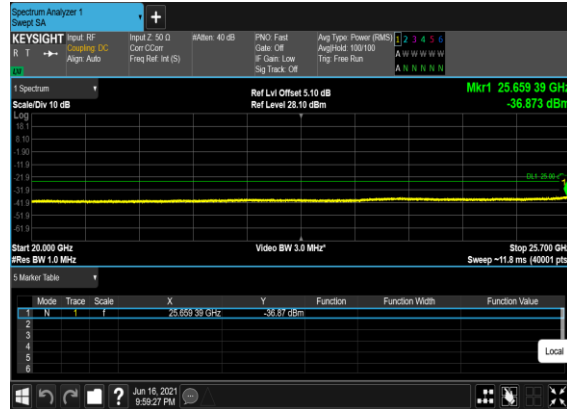 Spectrum Analyzer 1
Swept SA
+
KEYSIGHT Input: RF Input Z: 50 Ω #Atten: 40 dB PNO: Fast Avg Type: Power (RMS) 1 2 3 4 5 6
R T Coupling: DC Corr CCorr Gate: Off Avg|Hold: 100/100 A W W W W W
Align: Auto Freq Ref: Int (S) IF Gain: Low Trig: Free Run
Sig Track: Off A N N N N N
1 Spectrum Ref Lvl Offset 5.10 dB Mkr1 25.659 39 GHz
Scale/Div 10 dB Ref Level 28.10 dBm -36.873 dBm
Log
18.1
8.10
-1.90
-11.9
-21.9
DL1 -25.00
-31.9
-41.9
-51.9
-61.9
Start 20.000 GHz Video BW 3.0 MHz* Stop 25.700 GH
#Res BW 1.0 MHz Sweep ~11.8 ms (40001 pts
5 Marker Table
Mode Trace Scale X Y Function Function Width Function Value
1 N 1 f 25.659 39 GHz -36.87 dBm
2
3
4
5
6
Local
? Jun 16, 2021
9:59:27 PM